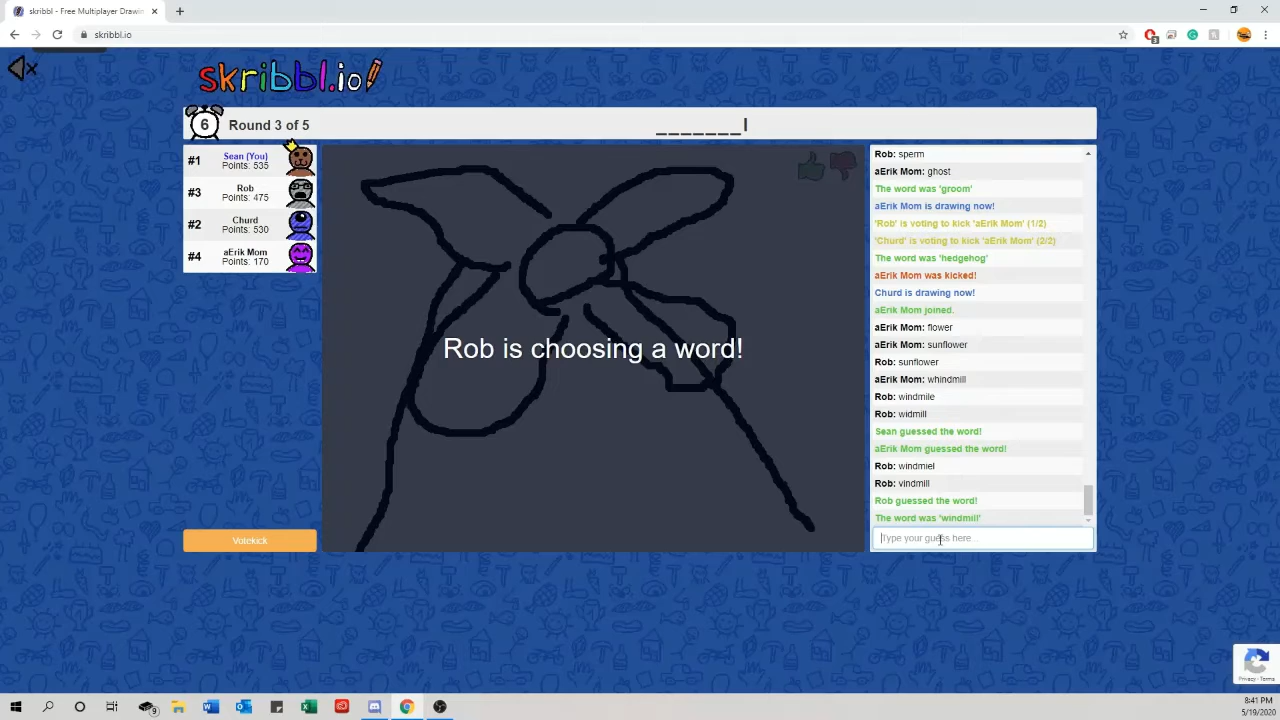 skribbl - Free Multiplayer Drawin
skribbl.io
skribbl.io!
6
Round 3 of 5
_______l
#1
Sean (You)
Points: 535
#3
Rob
Points: 475
#2
Churd
Points: 530
#4
aErik Mom
Points: 170
Votekick
Rob is choosing a word!
Rob: sperm
aErik Mom: ghost
The word was 'groom'
aErik Mom is drawing now!
'Rob' is voting to kick 'aErik Mom' (1/2)
'Churd' is voting to kick 'aErik Mom' (2/2)
The word was 'hedgehog'
aErik Mom was kicked!
Churd is drawing now!
aErik Mom joined.
aErik Mom: flower
aErik Mom: sunflower
Rob: sunflower
aErik Mom: whindmill
Rob: windmile
Rob: widmill
Sean guessed the word!
aErik Mom guessed the word!
Rob: windmiel
Rob: vindmill
Rob guessed the word!
The word was 'windmill'
Type your guess here...
Privacy - Terms
8:41 PM
5/19/2020